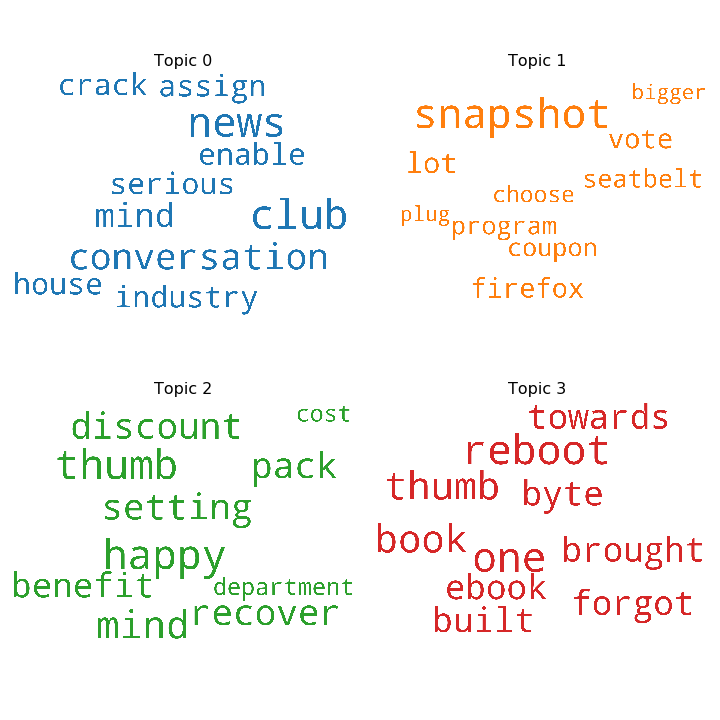 Topic 0
crack assign
news
enable
serious
mind club
conversation
house industry
Topic 1
bigger
snapshot
vote
lot
seatbelt
choose
plug program
coupon
firefox
Topic 2
cost
discount
thumb pack
setting
happy
benefit department
mind recover
Topic 3
towards
reboot
thumb byte
book one brought
ebook forgot
built